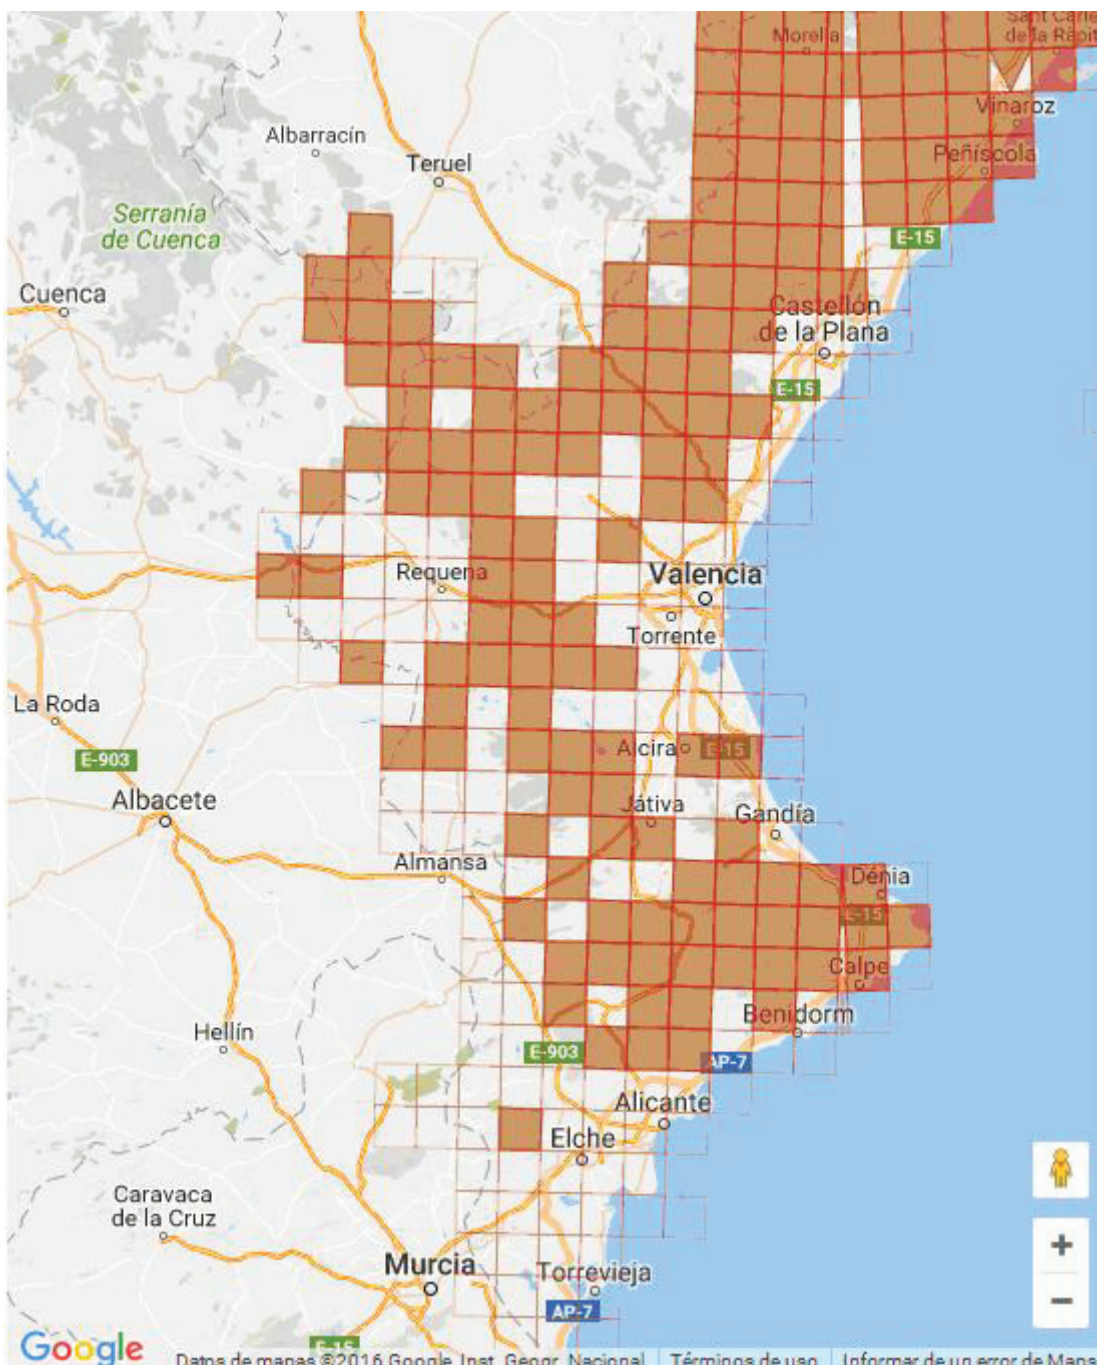 Sant Carle
de la Ràpit
Morella
Vinaroz
Albarracín
Teruel
Peñíscola
Serranía
de Cuenca
E-15
Cuenca
Castellón
de la Plana
E-15
Requena
Valencia
Torrente
La Roda
E-903
Alcira
E-15
Albacete
Játiva
Gandía
Almansa
Dénia
E-15
Calpe
Hellín
Benidorm
E-903
AP-7
Alicante
Elche
Caravaca
de la Cruz
Murcia
Torrevieja
AP-7
E-15
+
−
Google
Datos de mapas ©2016 Google, Inst. Geogr. Nacional
Términos de uso
Informar de un error de Maps